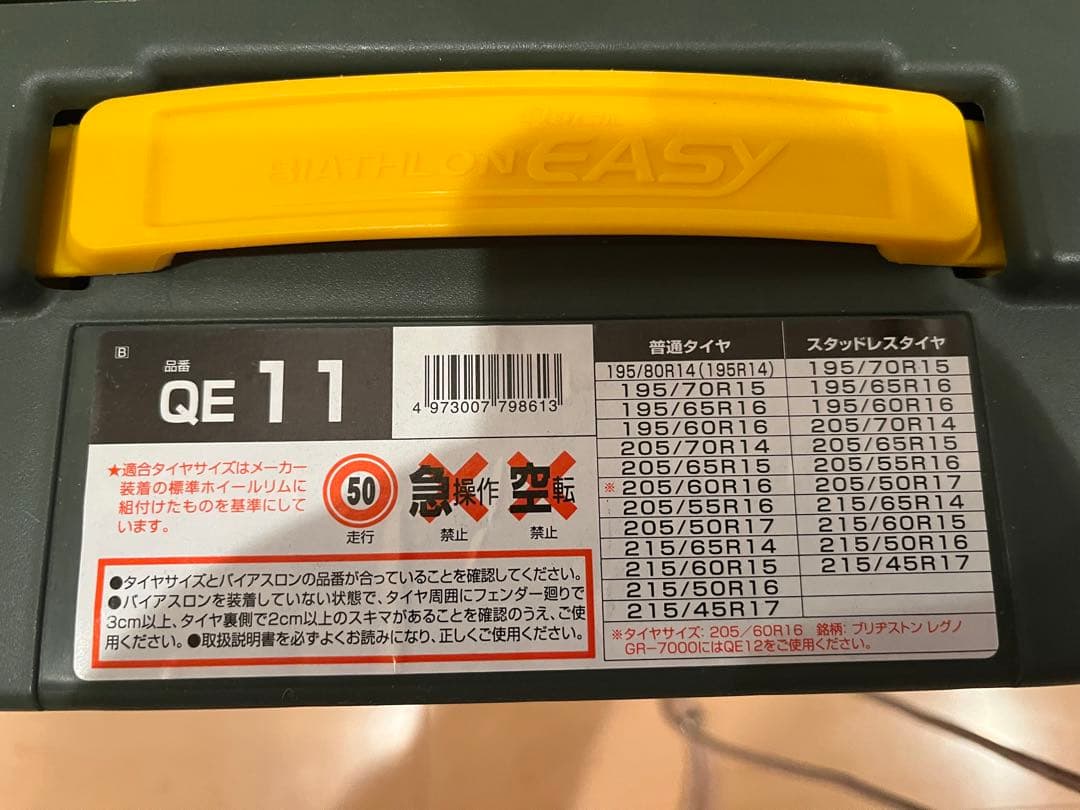 BIATHLON EASY
B
品番
QE 11
4 973007 798613
★適合タイヤサイズはメーカー
装着の標準ホイールリムに
組付けたものを基準にして
います。
50
走行
急操作
禁止
空転
禁止
●タイヤサイズとバイアスロンの品番が合っていることを確認してください。
●バイアスロンを装着していない状態で、タイヤ周囲にフェンダー廻りで
3cm以上、タイヤ裏側で2cm以上のスキマがあることを確認のうえ、ご使
用ください。●取扱説明書を必ずよくお読みになり、正しくご使用ください。
普通タイヤ
195/80R14(195R14)
195/70R15
195/65R16
195/60R16
205/70R14
205/65R15
※205/60R16
205/55R16
205/50R17
215/65R14
215/60R15
215/50R16
215/45R17
スタッドレスタイヤ
195/70R15
195/65R16
195/60R16
205/70R14
205/65R15
205/55R16
205/50R17
215/65R14
215/60R15
215/50R16
215/45R17
※タイヤサイズ:205/60R16 銘柄:ブリヂストン レグノ
GR-7000にはQE12をご使用ください。